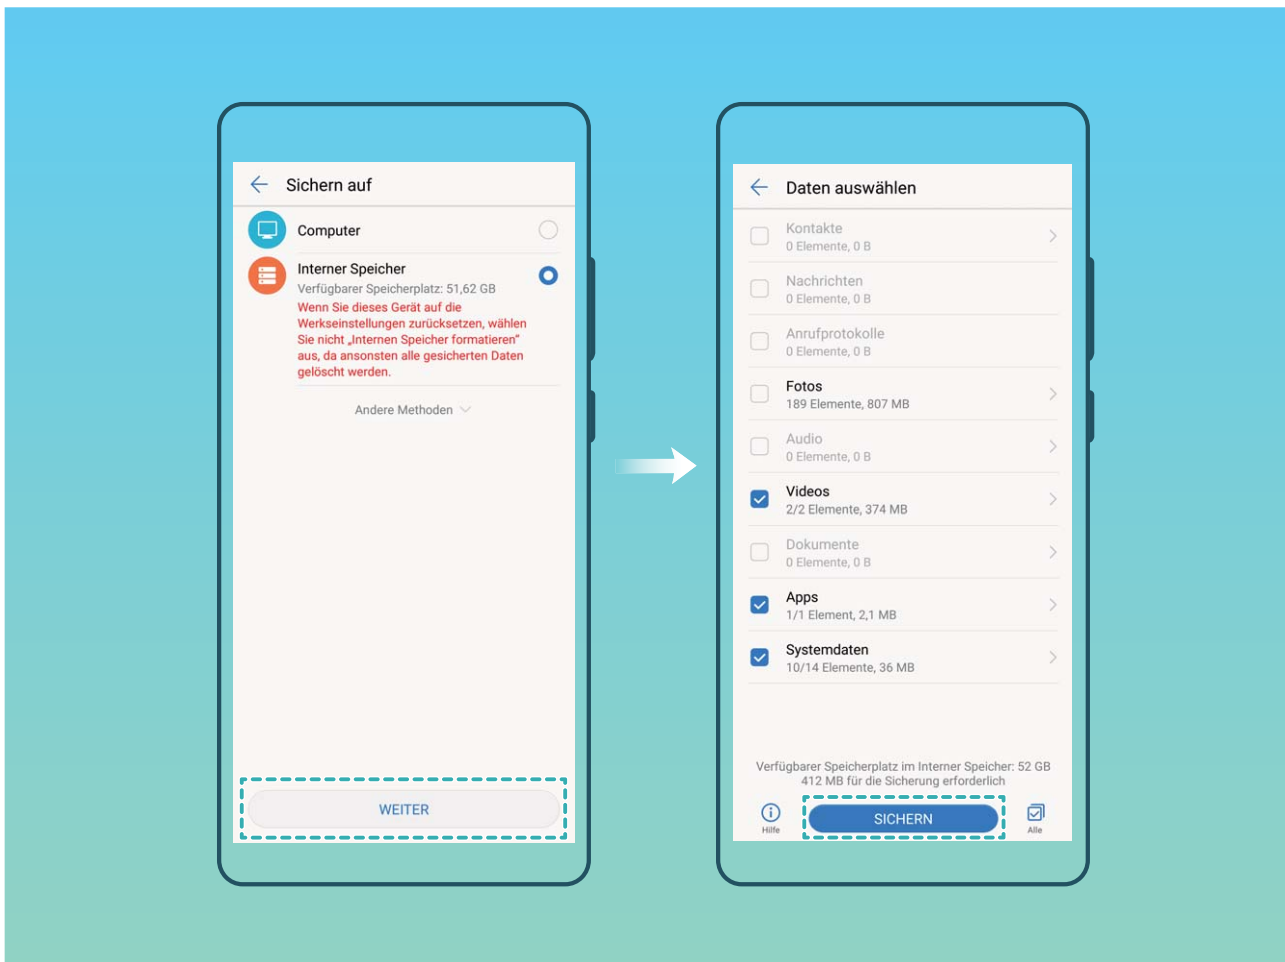 Sichern auf
Computer
Interner Speicher
Verfügbarer Speicherplatz: 51,62 GB
Wenn Sie dieses Gerät auf die
Werkseinstellungen zurücksetzen, wählen
Sie nicht „Internen Speicher formatieren“
aus, da ansonsten alle gesicherten Daten
gelöscht werden.
Andere Methoden
WEITER
Daten auswählen
Kontakte
0 Elemente, 0 B
Nachrichten
0 Elemente, 0 B
Anrufprotokolle
0 Elemente, 0 B
Fotos
189 Elemente, 807 MB
Audio
0 Elemente, 0 B
Videos
2/2 Elemente, 374 MB
Dokumente
0 Elemente, 0 B
Apps
1/1 Element, 2,1 MB
Systemdaten
10/14 Elemente, 36 MB
Verfügbarer Speicherplatz im Interner Speicher: 52 GB
412 MB für die Sicherung erforderlich
Hilfe
SICHERN
Alle